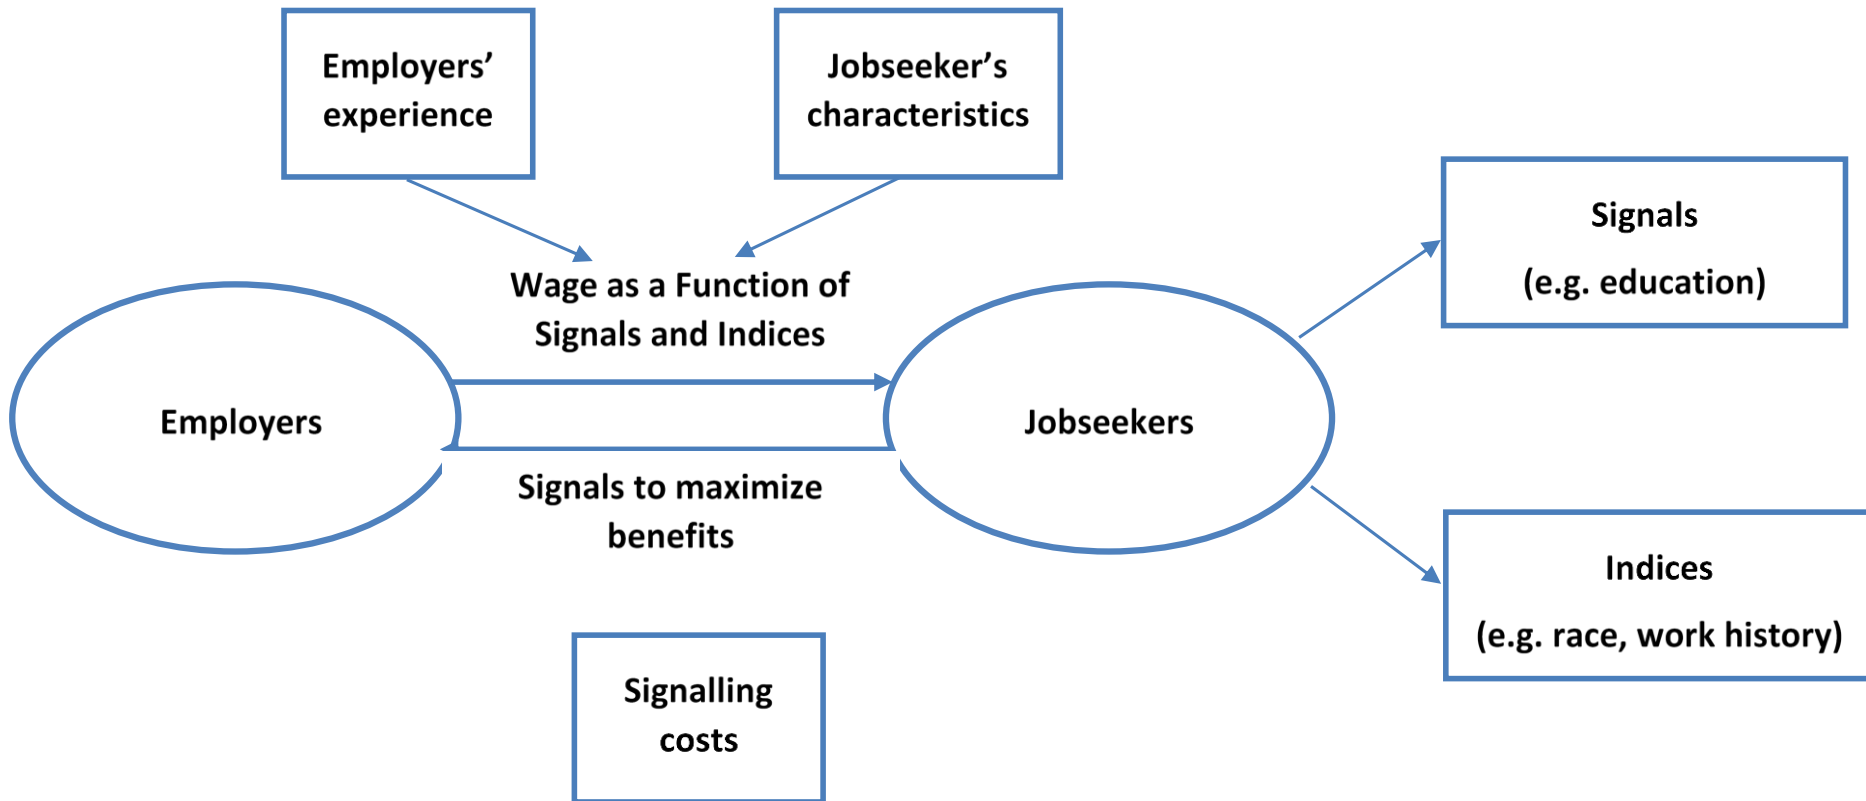 Employers’
experience
Jobseeker’s
characteristics
Signals
(e.g. education)
Wage as a Function of
Signals and Indices
Employers
Jobseekers
Signals to maximize
benefits
Indices
(e.g. race, work history)
Signalling
costs